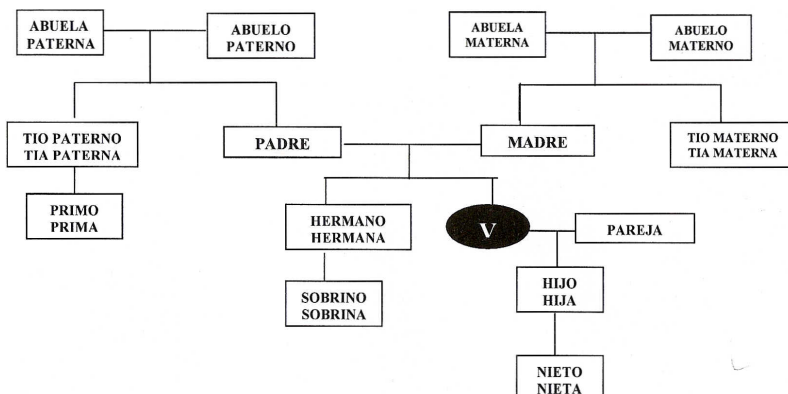 ABUELA
PATERNA
ABUELO
PATERNO
ABUELA
MATERNA
ABUELO
MATERNO
TIO PATERNO
TIA PATERNA
PADRE
MADRE
TIO MATERNO
TIA MATERNA
PRIMO
PRIMA
HERMANO
HERMANA
V
PAREJA
SOBRINO
SOBRINA
HIJO
HIJA
NIETO
NIETA